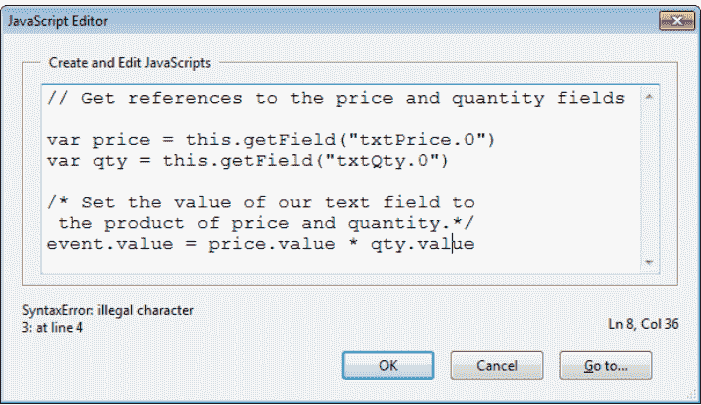 JavaScript Editor
Create and Edit JavaScripts
// Get references to the price and quantity fields
var price = this.getField("txtPrice.0")
var qty = this.getField("txtQty.0")
/* Set the value of our text field to
the product of price and quantity.*/
event.value = price.value * qty.value
SyntaxError: illegal character
3: at line 4
Ln 8, Col 36
OK
Cancel
Go to...